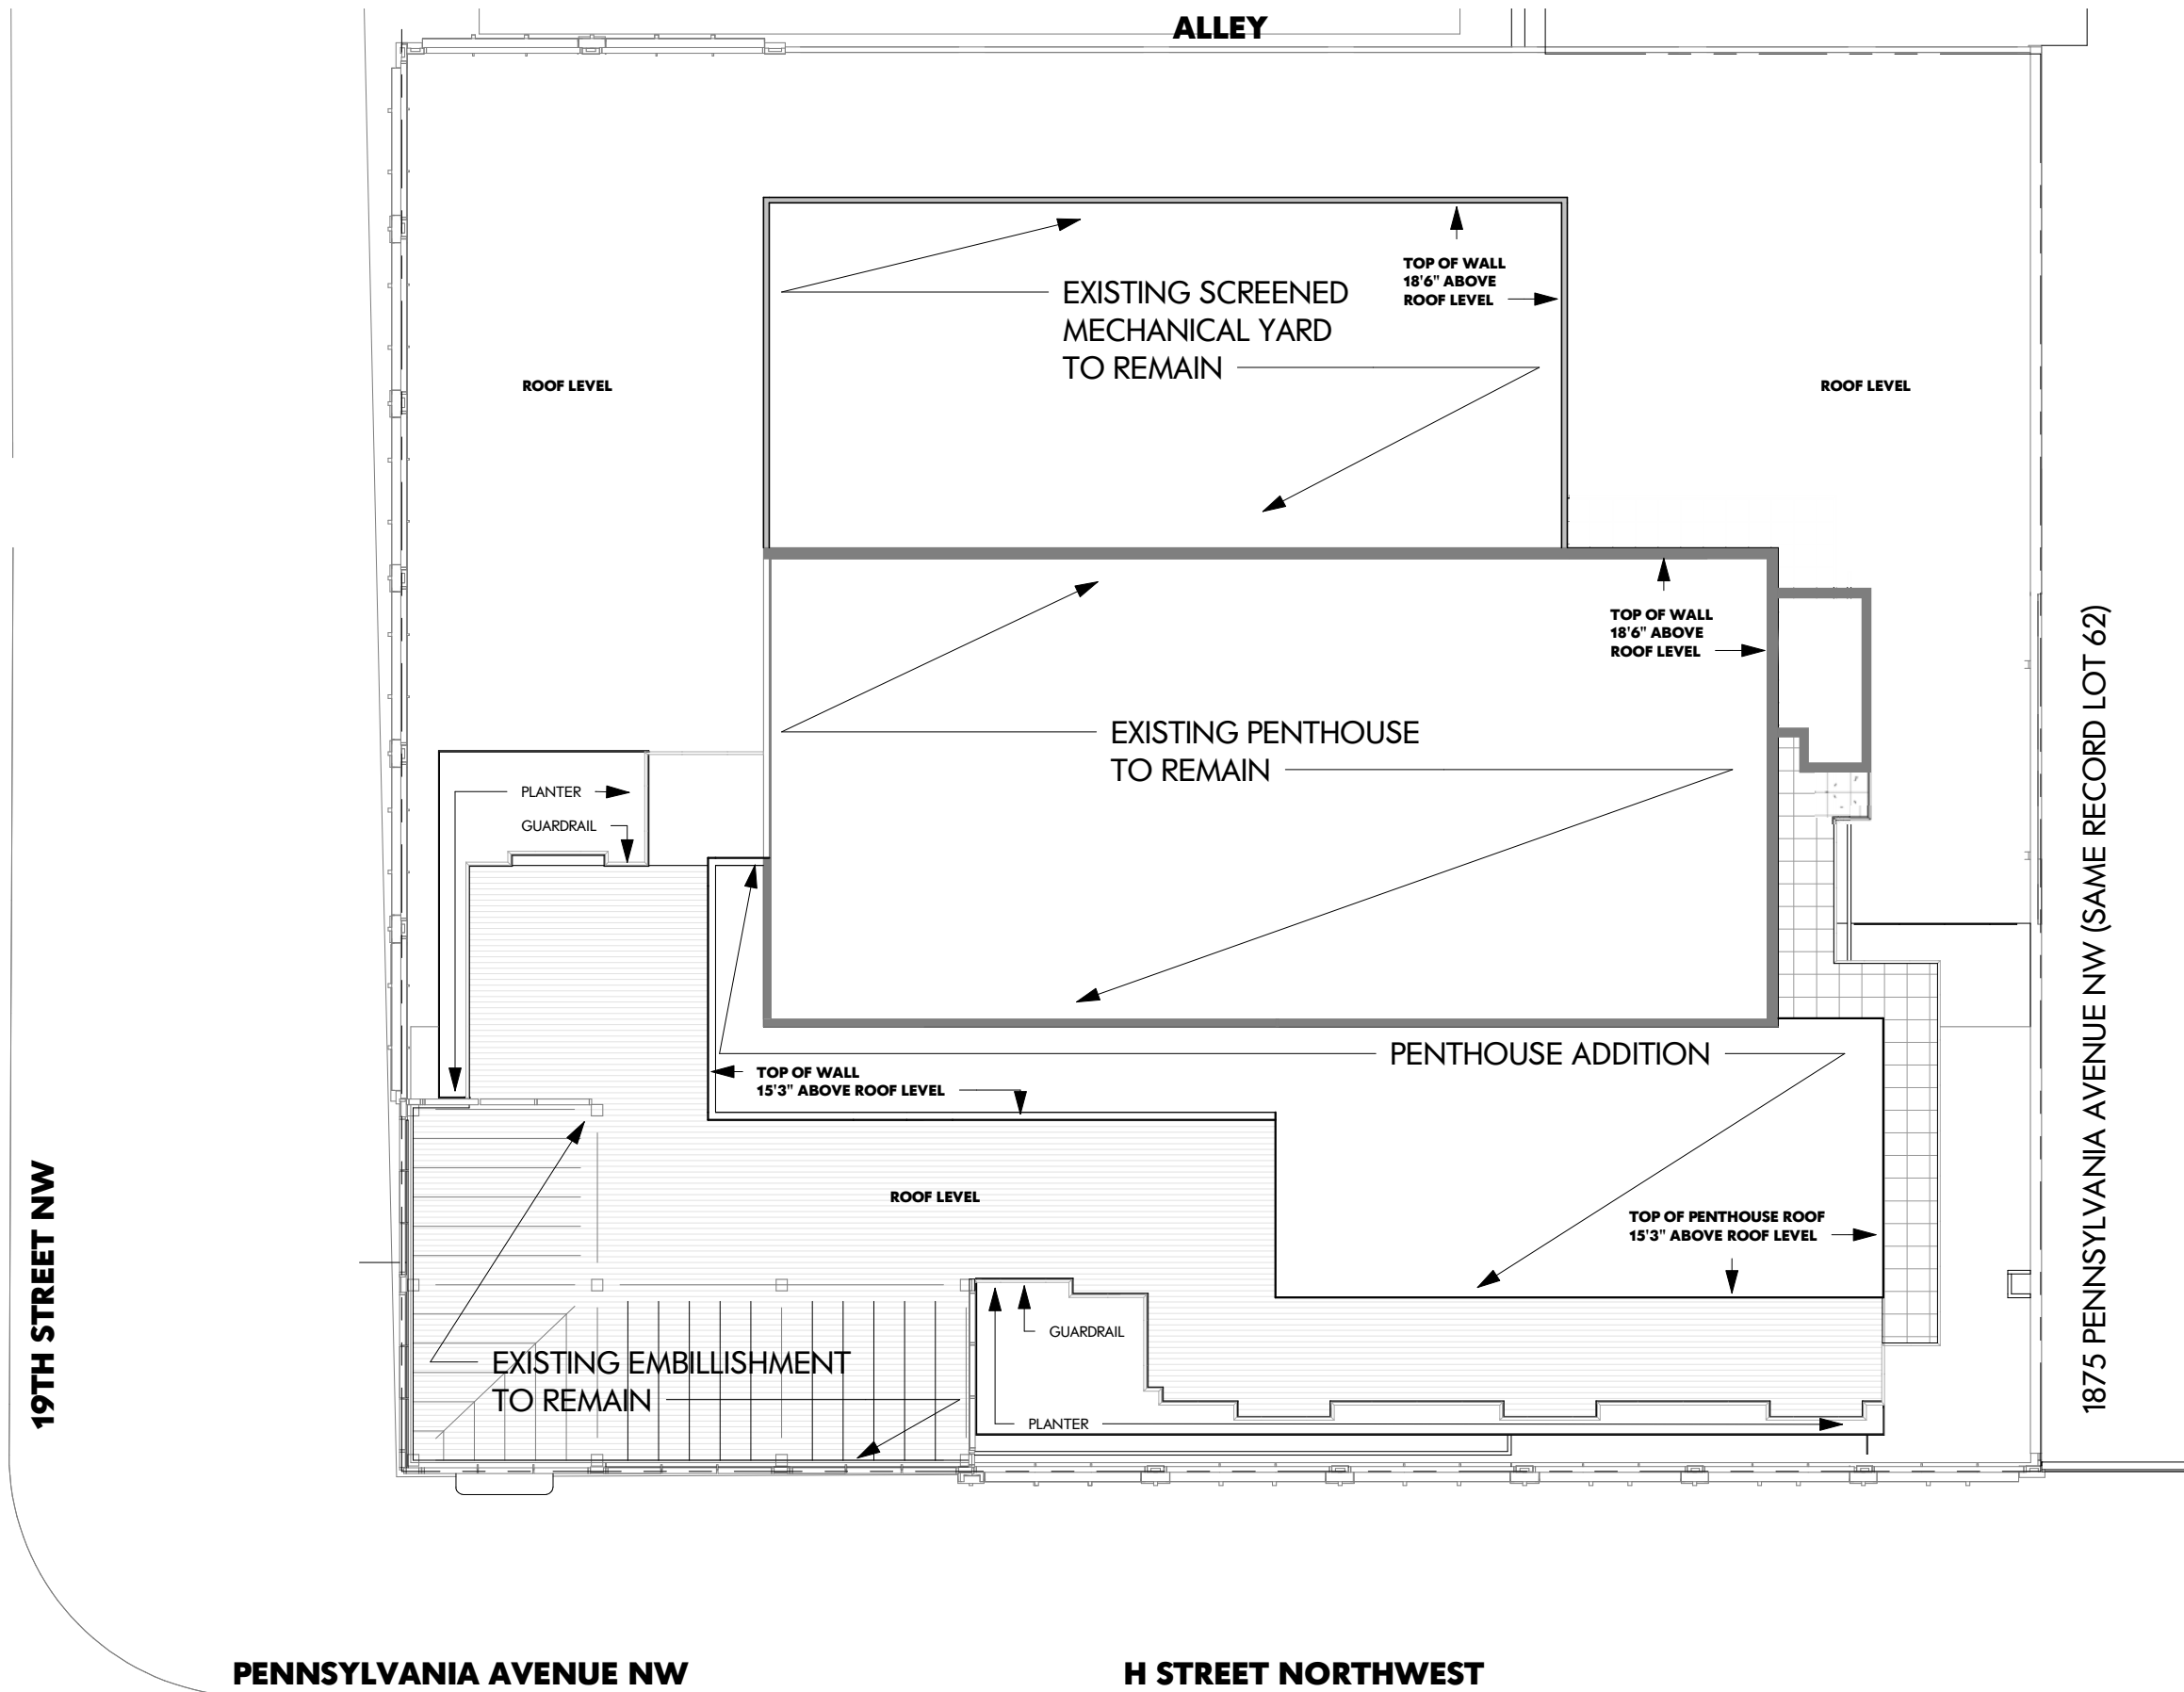 ALLEY
TOP OF WALL
18'6" ABOVE
ROOF LEVEL
EXISTING SCREENED
MECHANICAL YARD
TO REMAIN
ROOF LEVEL
ROOF LEVEL
TOP OF WALL
18'6" ABOVE
ROOF LEVEL
EXISTING PENTHOUSE
TO REMAIN
PLANTER
GUARDRAIL
1875 PENNSYLVANIA AVENUE NW (SAME RECORD LOT 62)
PENTHOUSE ADDITION
TOP OF WALL
15'3" ABOVE ROOF LEVEL
ROOF LEVEL
TOP OF PENTHOUSE ROOF
15'3" ABOVE ROOF LEVEL
19TH STREET NW
GUARDRAIL
EXISTING EMBILLISHMENT
TO REMAIN
PLANTER
PENNSYLVANIA AVENUE NW
H STREET NORTHWEST